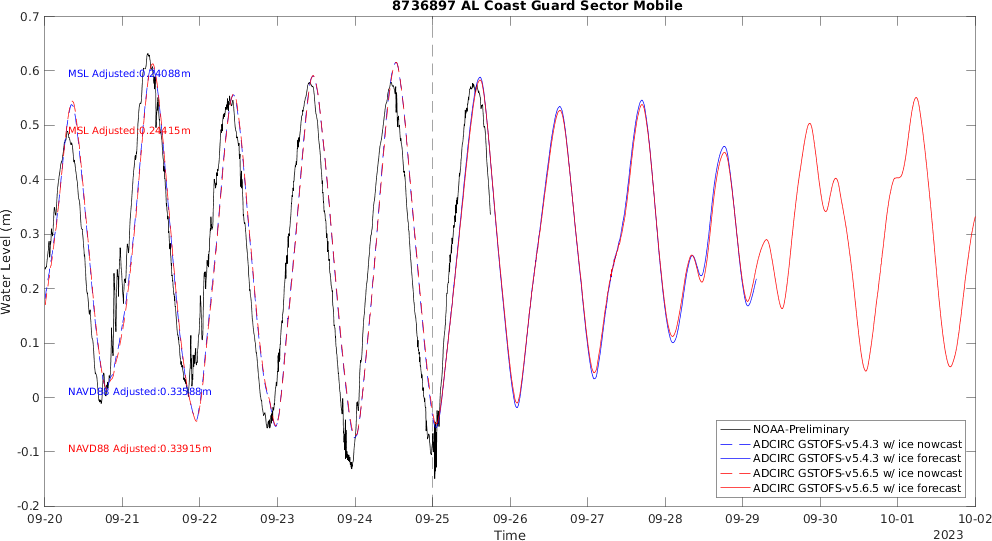 8736897 AL Coast Guard Sector Mobile
0.7
0.6
0.5
0.4
0.3
0.2
0.1
0
-0.1
-0.2
Water Level (m)
MSL Adjusted:0.24088m
MSL Adjusted:0.24415m
NAVD88 Adjusted:0.33588m
NAVD88 Adjusted:0.33915m
NOAA-Preliminary
ADCIRC GSTOFS-v5.4.3 w/ ice nowcast
ADCIRC GSTOFS-v5.4.3 w/ ice forecast
ADCIRC GSTOFS-v5.6.5 w/ ice nowcast
ADCIRC GSTOFS-v5.6.5 w/ ice forecast
09-20 09-21 09-22 09-23 09-24 09-25 09-26 09-27 09-28 09-29 09-30 10-01 10-02
Time
2023